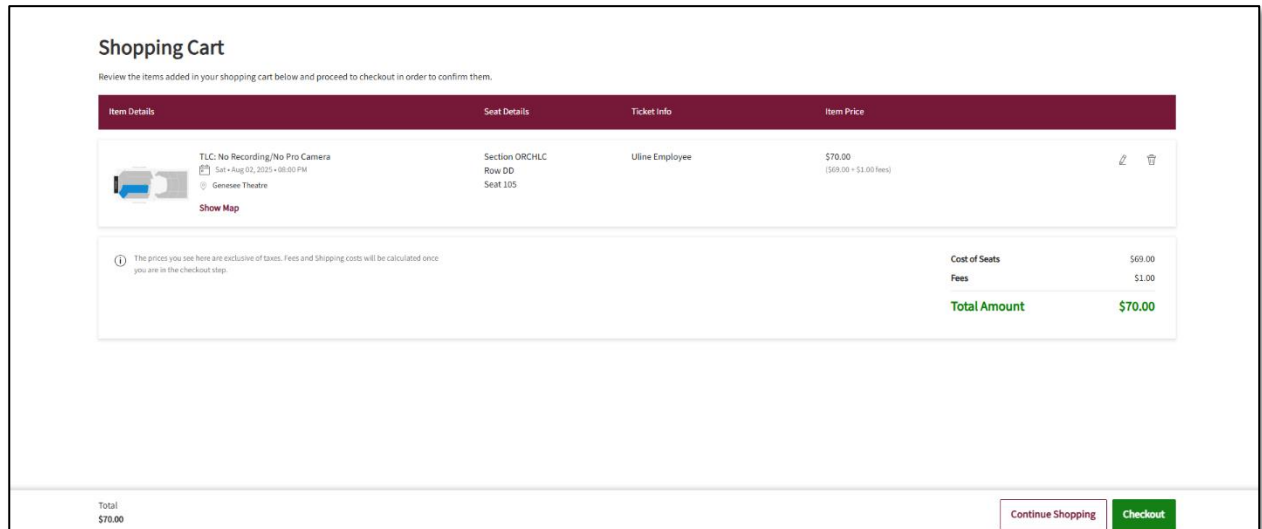 Shopping Cart
Review the items added in your shopping cart below and proceed to checkout in order to confirm them.
Item Details Seat Details Ticket Info Item Price
TLC: No Recording/No Pro Camera
Sat • Aug 02, 2025 • 08:00 PM
Genesee Theatre
Show Map
Section ORCHLC
Row DD
Seat 105
Uline Employee
$70.00
($69.00 + $1.00 fees)
The prices you see here are exclusive of taxes. Fees and Shipping costs will be calculated once
you are in the checkout step.
Cost of Seats $69.00
Fees $1.00
Total Amount $70.00
Total
$70.00
Continue Shopping
Checkout